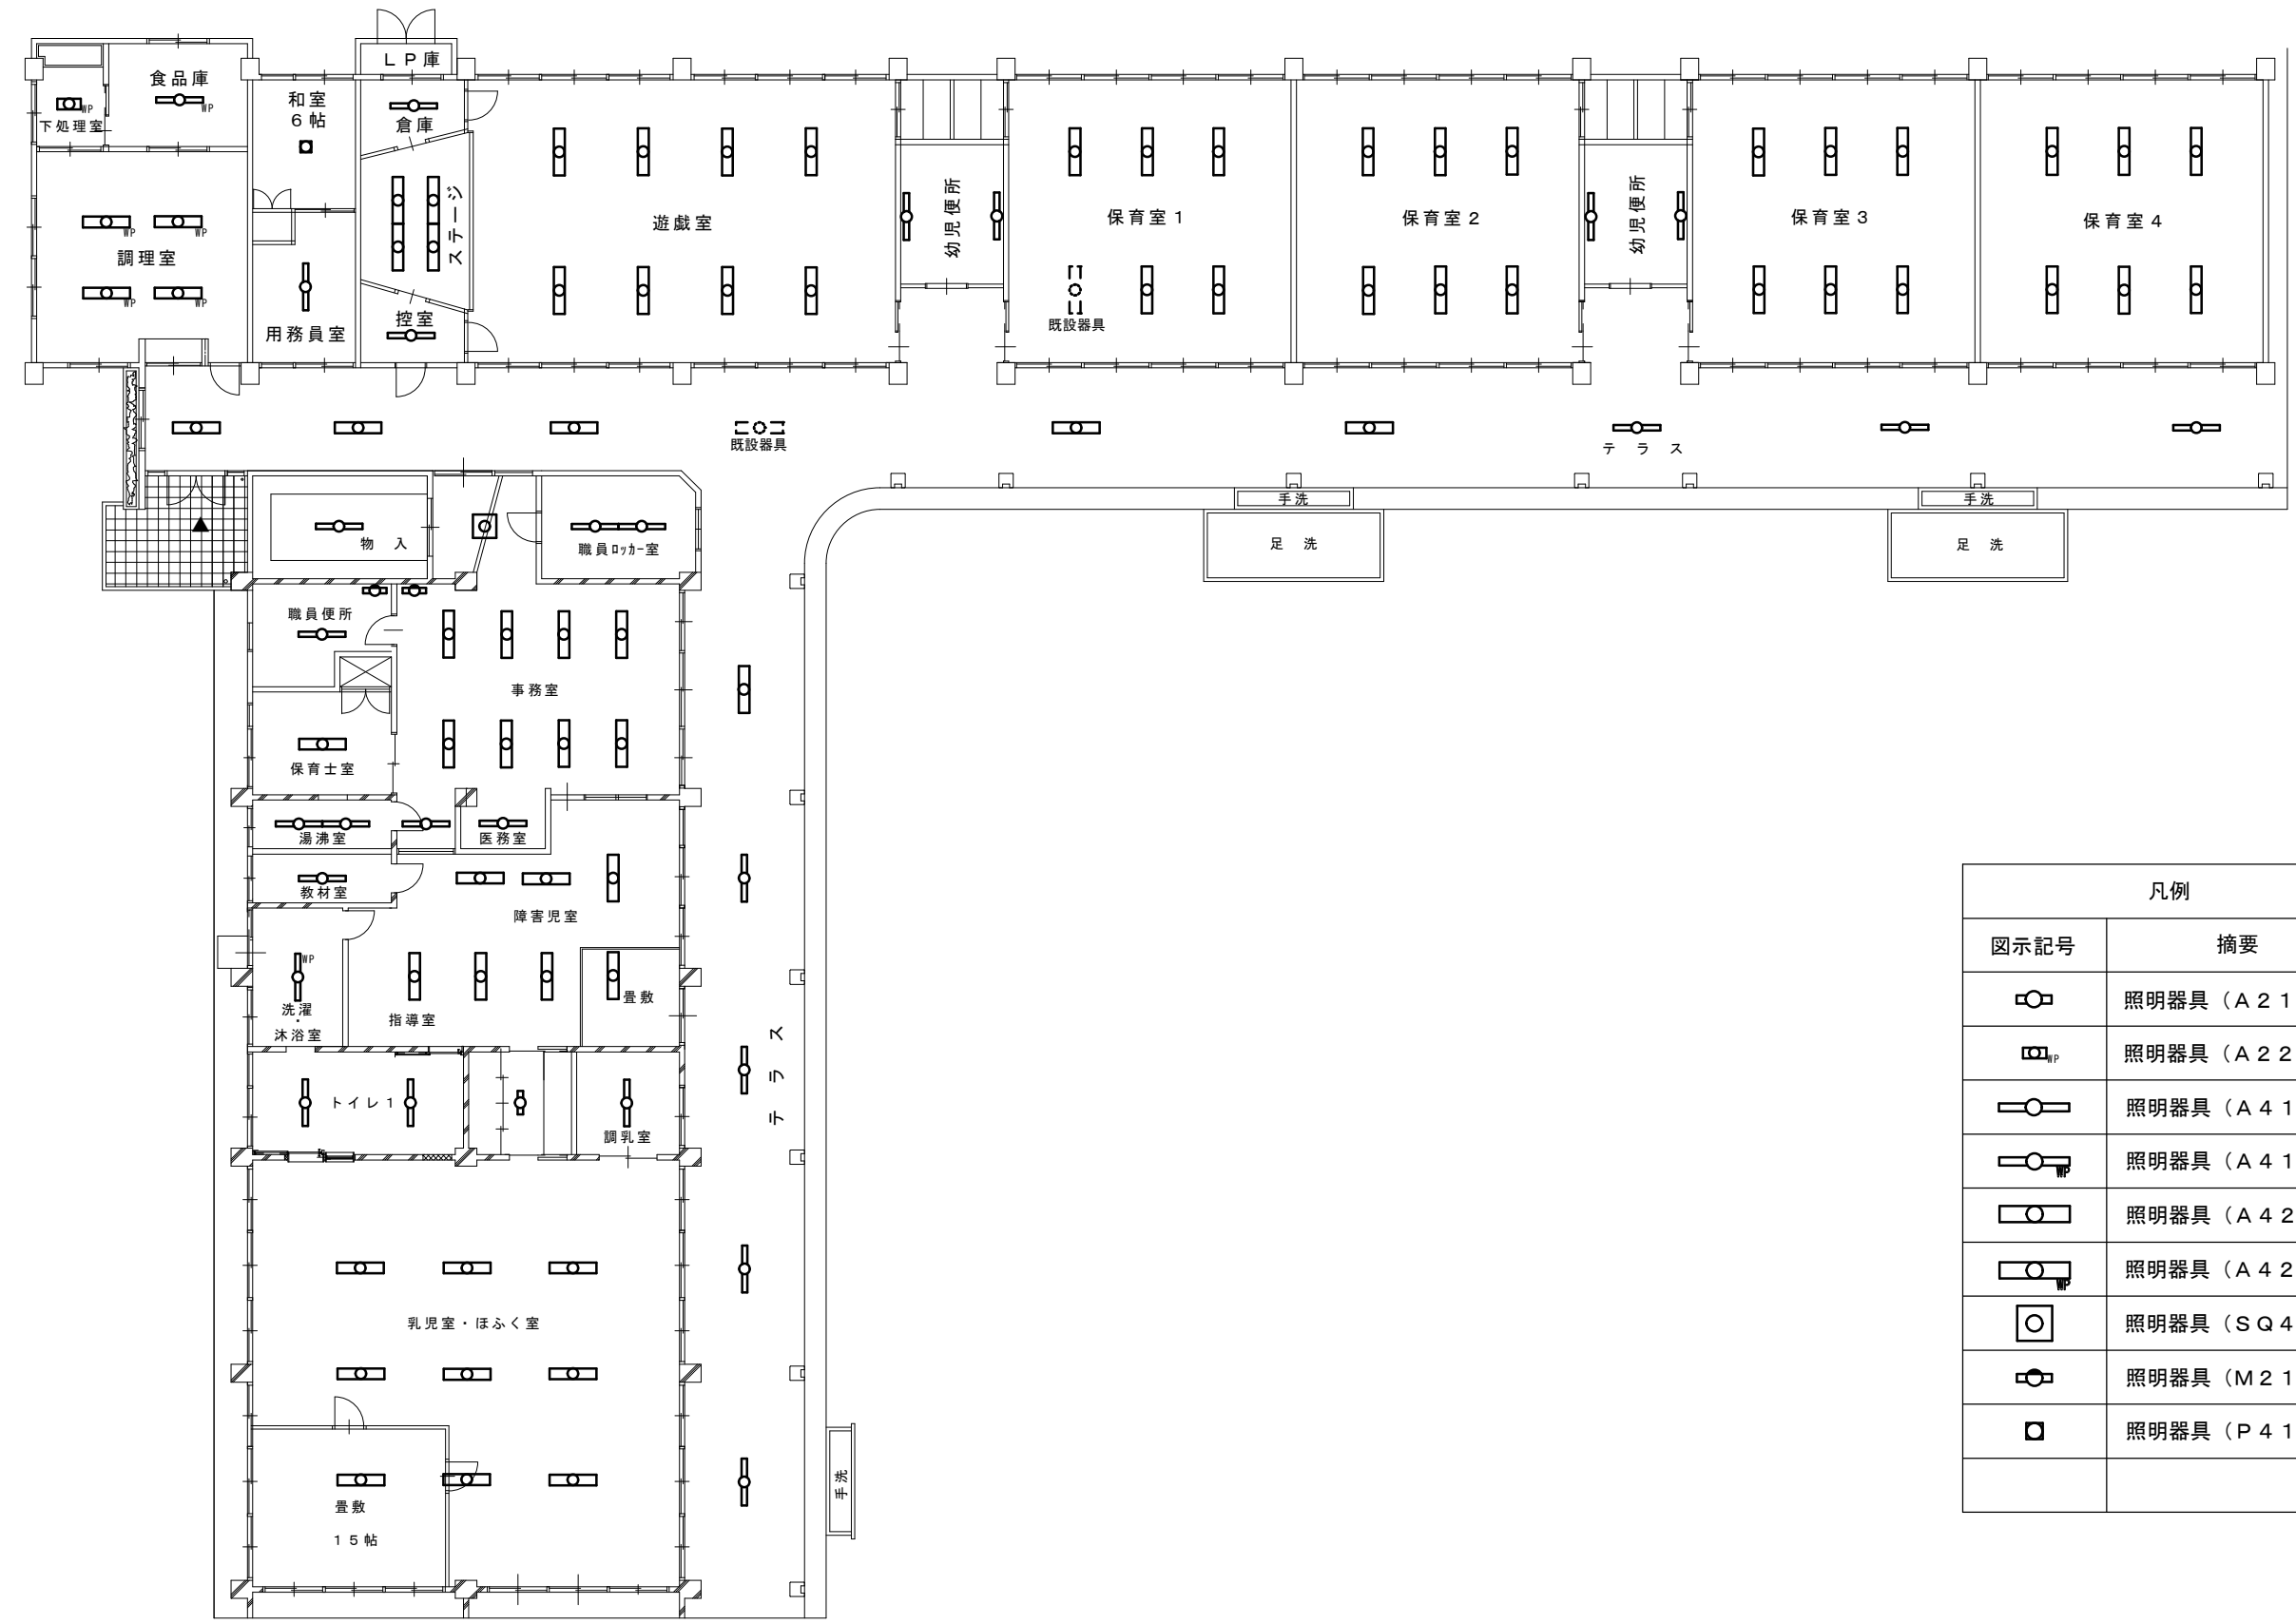 ＬＰ庫
食品庫
WP
WP
下処理室
和室
６帖
倉庫
ステージ
遊戯室
幼児便所
保育室１
保育室２
幼児便所
保育室３
保育室４
WP
WP
調理室
WP
WP
用務員室
控室
既設器具
既設器具
テラス
手洗
手洗
足洗
足洗
物入
職員ﾛｯｶｰ室
職員便所
事務室
保育士室
湯沸室
医務室
教材室
障害児室
WP
洗濯
・
沐浴室
指導室
畳敷
テラス
トイレ１
調乳室
乳児室・ほふく室
畳敷
１５帖
手洗
凡例
図示記号
摘要
照明器具（Ａ２１
WP
照明器具（Ａ２２
照明器具（Ａ４１
WP
照明器具（Ａ４１
照明器具（Ａ４２
WP
照明器具（Ａ４２
照明器具（ＳＱ４
照明器具（Ｍ２１
照明器具（Ｐ４１